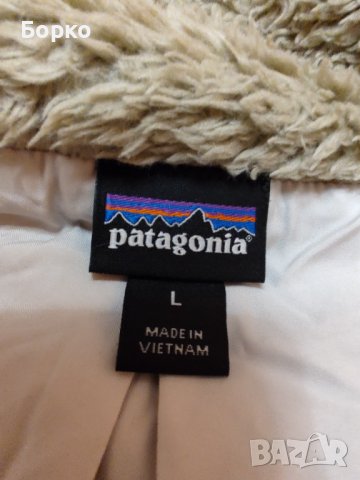 Борко
patagonia®
L
MADE IN
VIETNAM
BAZAR